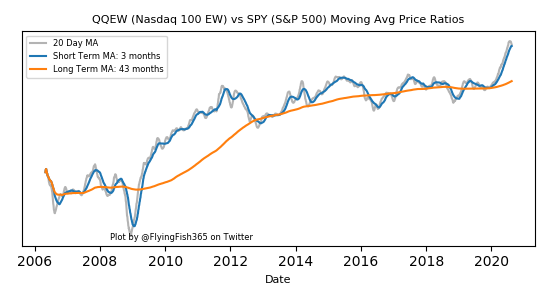 QQEW (Nasdaq 100 EW) vs SPY (S&P 500) Moving Avg Price Ratios
20 Day MA
Short Term MA: 3 months
Long Term MA: 43 months
Plot by @FlyingFish365 on Twitter
2006 2008 2010 2012 2014 2016 2018 2020
Date